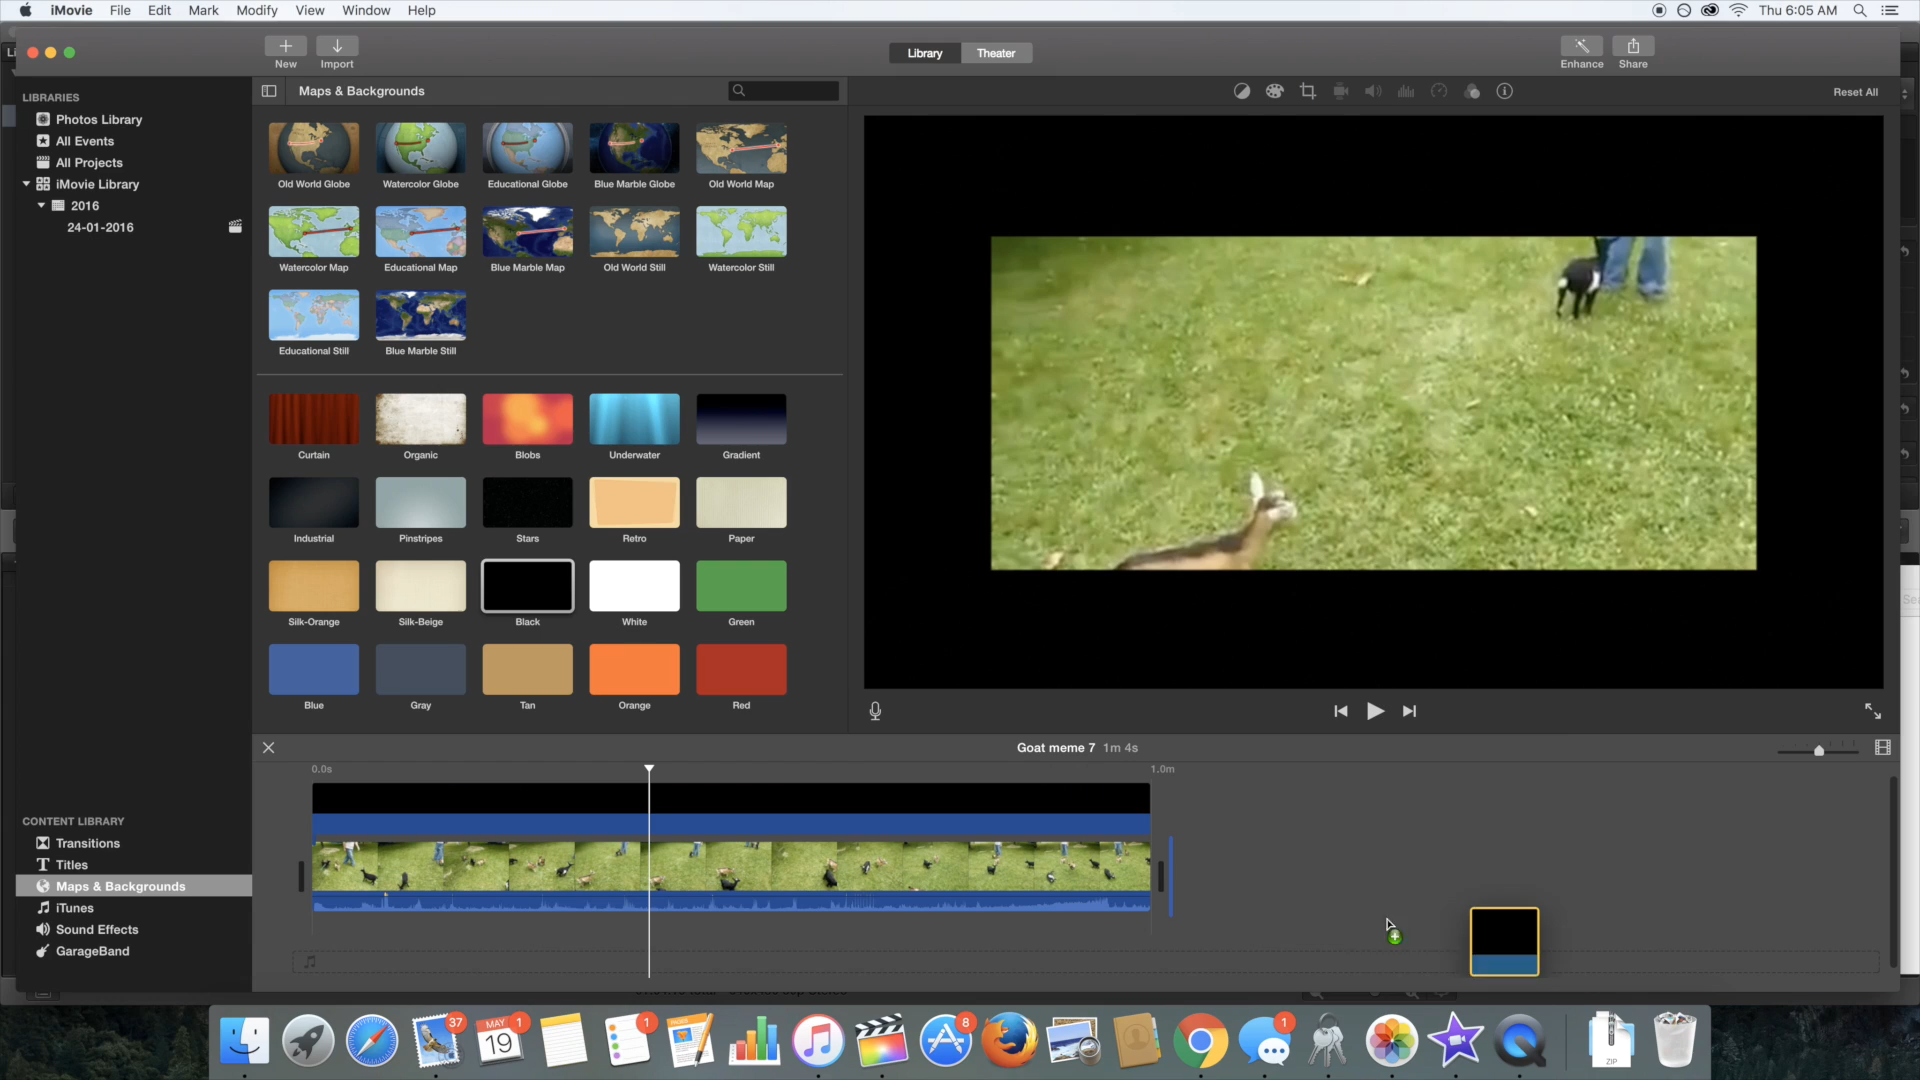 iMovie File Edit Mark Modify View Window Help
Thu 6:05 AM
New
Import
Library
Theater
Enhance
Share
LIBRARIES
Photos Library
All Events
All Projects
iMovie Library
2016
24-01-2016
Maps & Backgrounds
Reset All
Old World Globe
Watercolor Globe
Educational Globe
Blue Marble Globe
Old World Map
Watercolor Map
Educational Map
Blue Marble Map
Old World Still
Watercolor Still
Educational Still
Blue Marble Still
Curtain
Organic
Blobs
Underwater
Gradient
Industrial
Pinstripes
Stars
Retro
Paper
Silk-Orange
Silk-Beige
Black
White
Green
Blue
Gray
Tan
Orange
Red
Goat meme 7 1m 4s
0.0s
1.0m
CONTENT LIBRARY
Transitions
Titles
Maps & Backgrounds
iTunes
Sound Effects
GarageBand
37
MAY
19
1
1
PAGES
8
1
ZIP